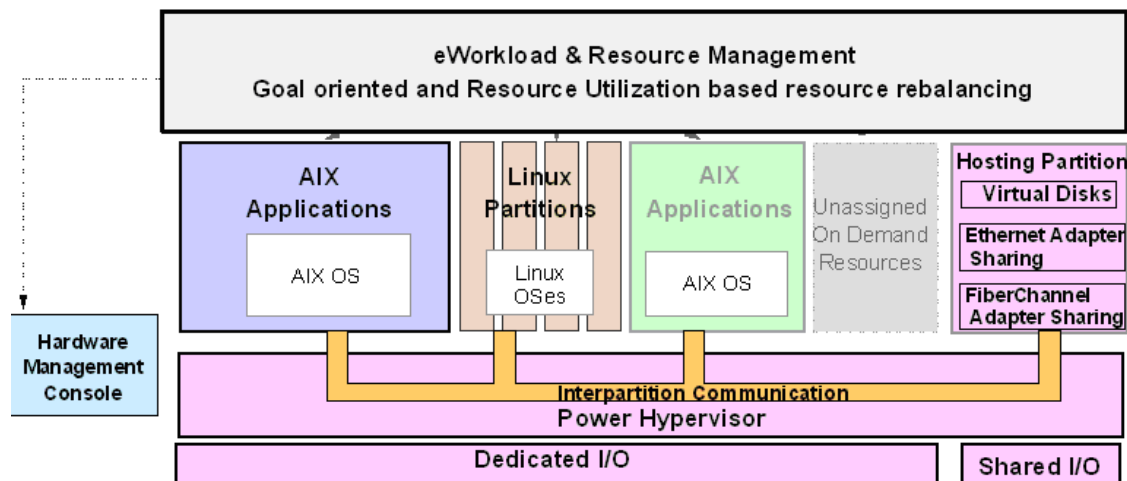 eWorkload & Resource Management
Goal oriented and Resource Utilization based resource rebalancing
AIX
Applications
AIX OS
Linux
Partitions
Linux
OSes
AIX
Applications
AIX OS
Unassigned
On Demand
Resources
Hosting Partition
Virtual Disks
Ethernet Adapter
Sharing
FiberChannel
Adapter Sharing
Hardware
Management
Console
Interpartition Communication
Power Hypervisor
Dedicated I/O
Shared I/O